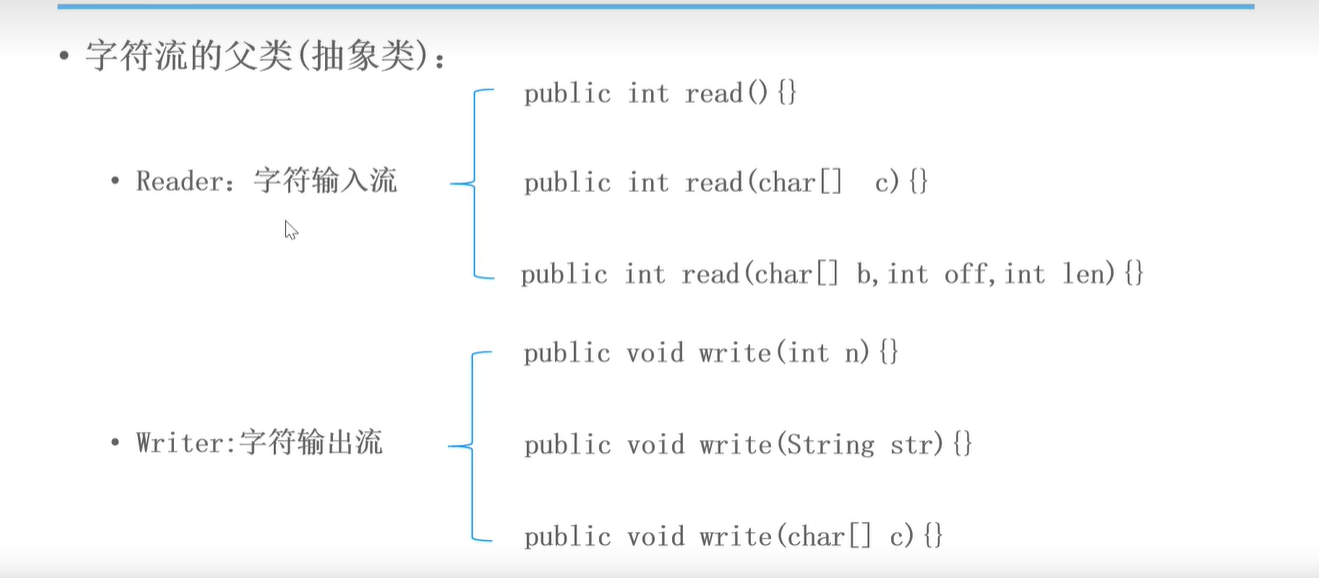 • 字符流的父类(抽象类)：
public int read(){}
• Reader：字符输入流
public int read(char[]  c){}
public int read(char[] b,int off,int len){}
public void write(int n){}
• Writer:字符输出流
public void write(String str){}
public void write(char[] c){}